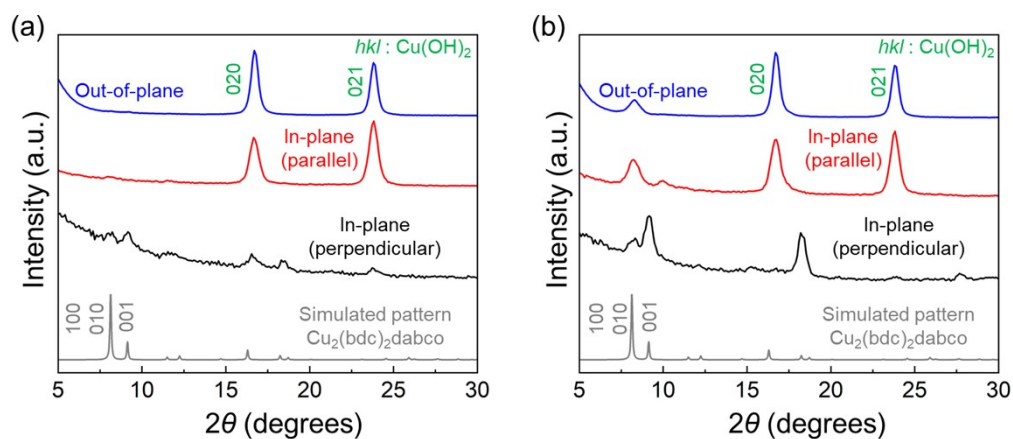 (a)
hkl : Cu(OH)2
020
021
Out-of-plane
In-plane
(parallel)
In-plane
(perpendicular)
100
010
001
Simulated pattern
Cu2(bdc)2dabco
Intensity (a.u.)
5 10 15 20 25 30
2θ (degrees)
(b)
hkl : Cu(OH)2
020
021
Out-of-plane
In-plane
(parallel)
In-plane
(perpendicular)
100
010
001
Simulated pattern
Cu2(bdc)2dabco
Intensity (a.u.)
5 10 15 20 25 30
2θ (degrees)